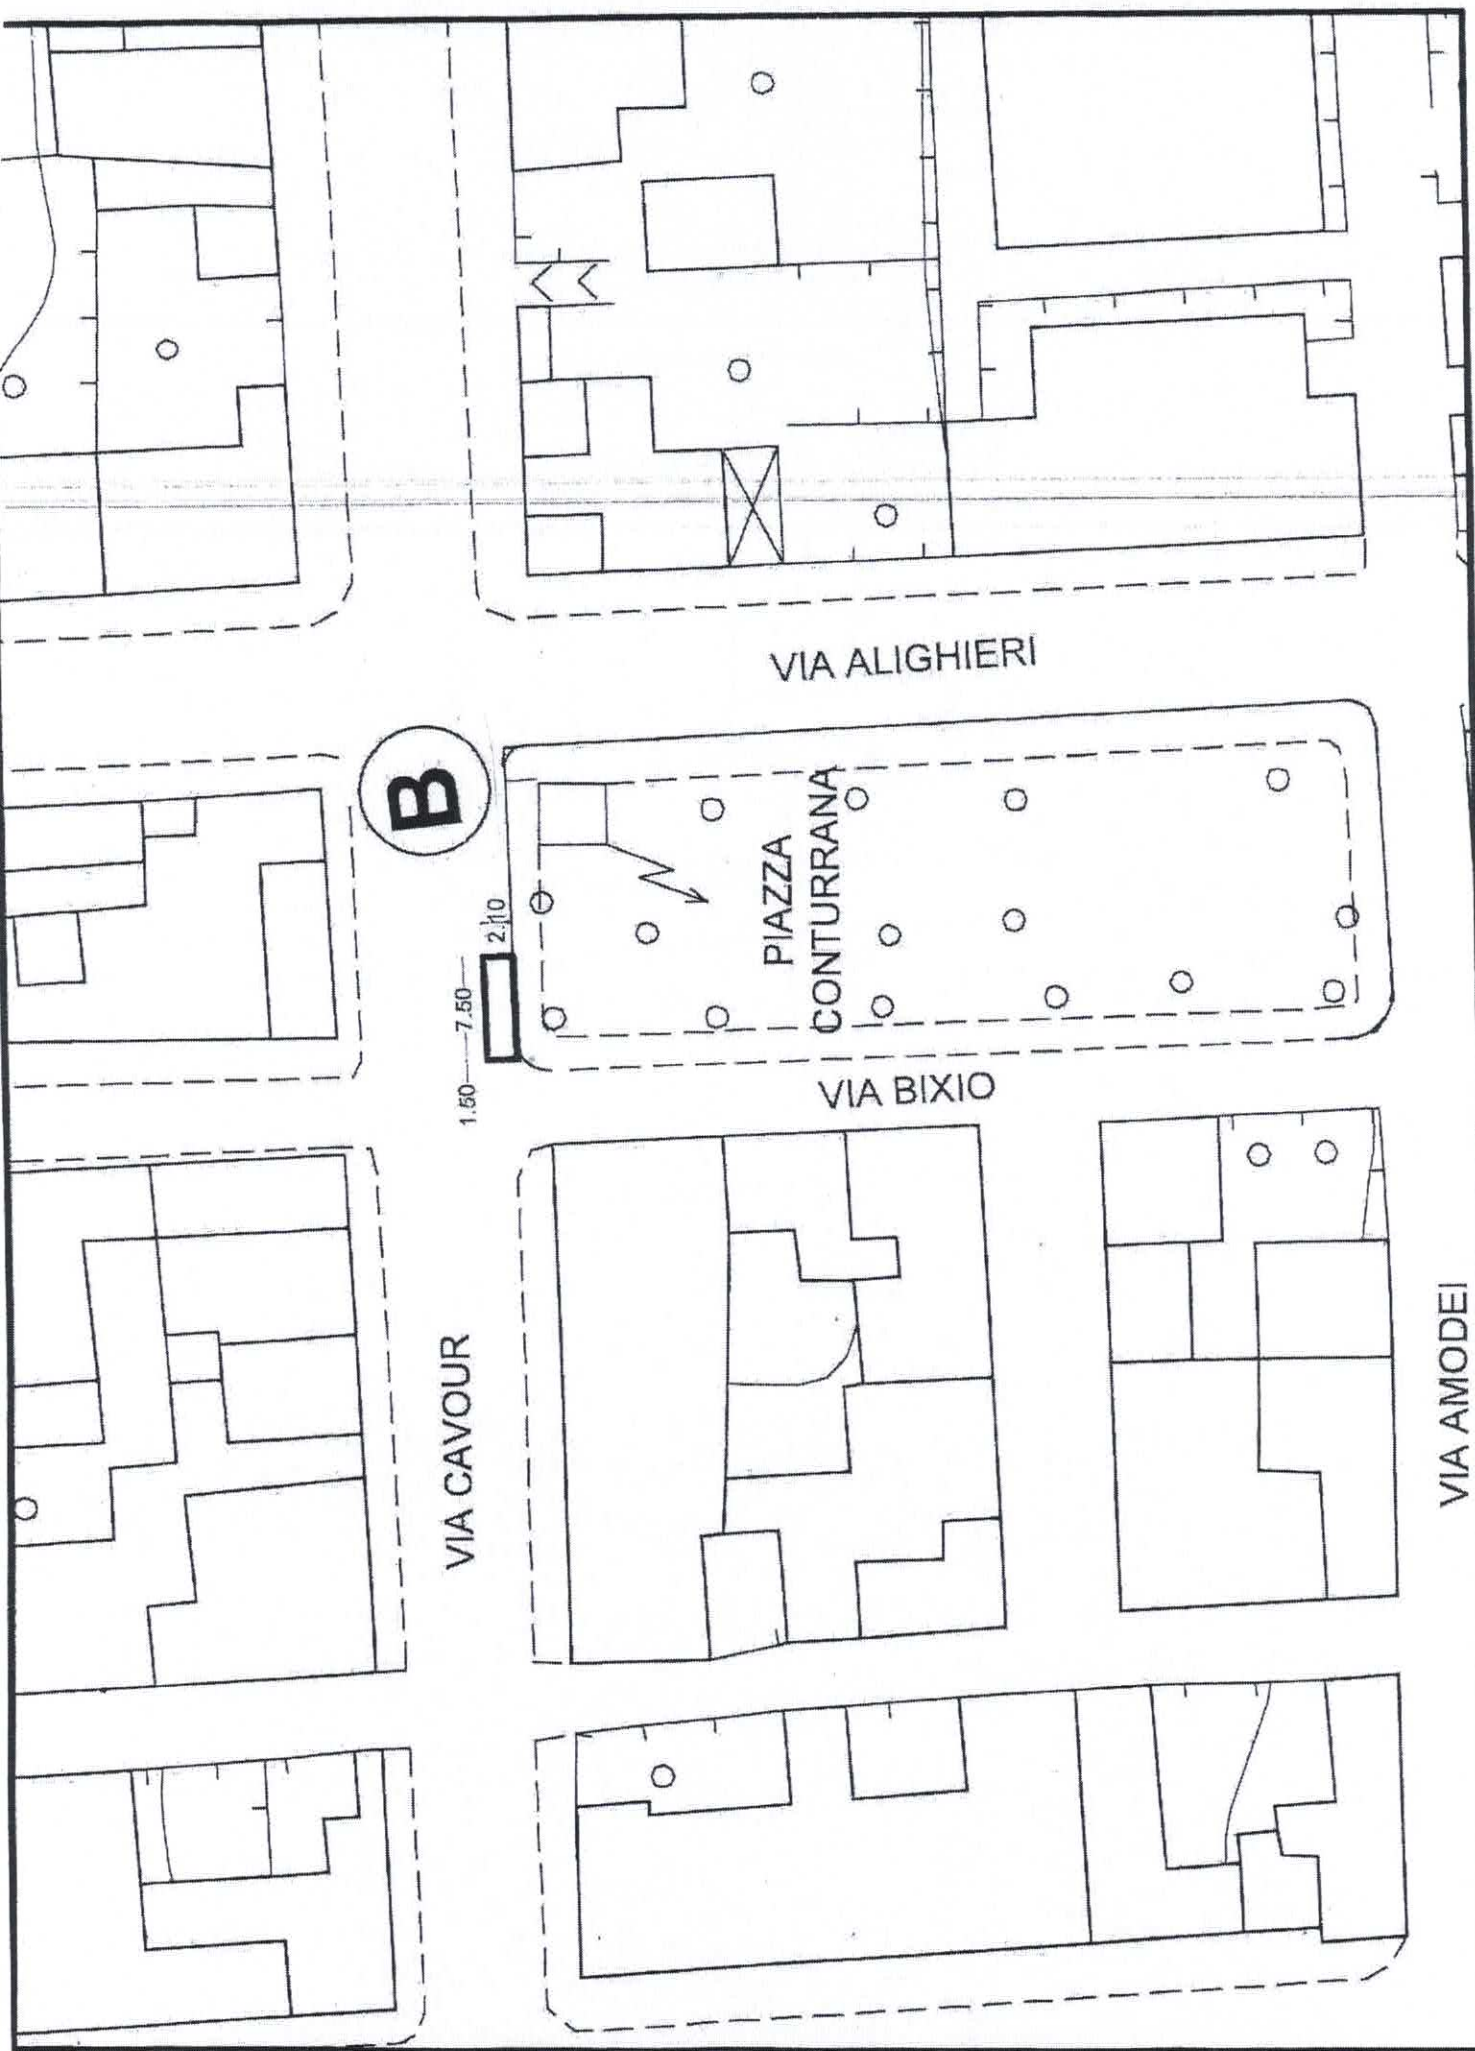 VIA ALIGHIERI
B
PIAZZA
CONTURRANA
2.10
7.50
1.50
VIA BIXIO
VIA CAVOUR
VIA AMODEI